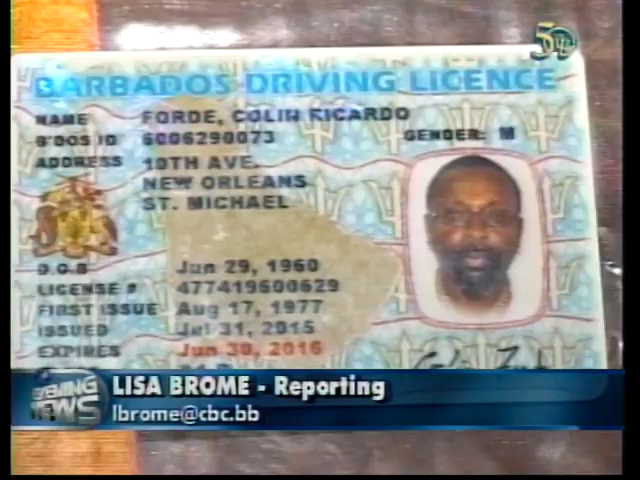 50
BARBADOS DRIVING LICENCE
NAME FORDE, COLIN RICARDO
B'DOS ID 6006290073 GENDER: M
ADDRESS 10TH AVE.
NEW ORLEANS
ST. MICHAEL
D.O.B Jun 29, 1960
LICENSE # 477419600629
FIRST ISSUE Aug 17, 1977
ISSUED Jul 31, 2015
EXPIRES Jun 30, 2016
EVENING NEWS
LISA BROME - Reporting
lbrome@cbc.bb